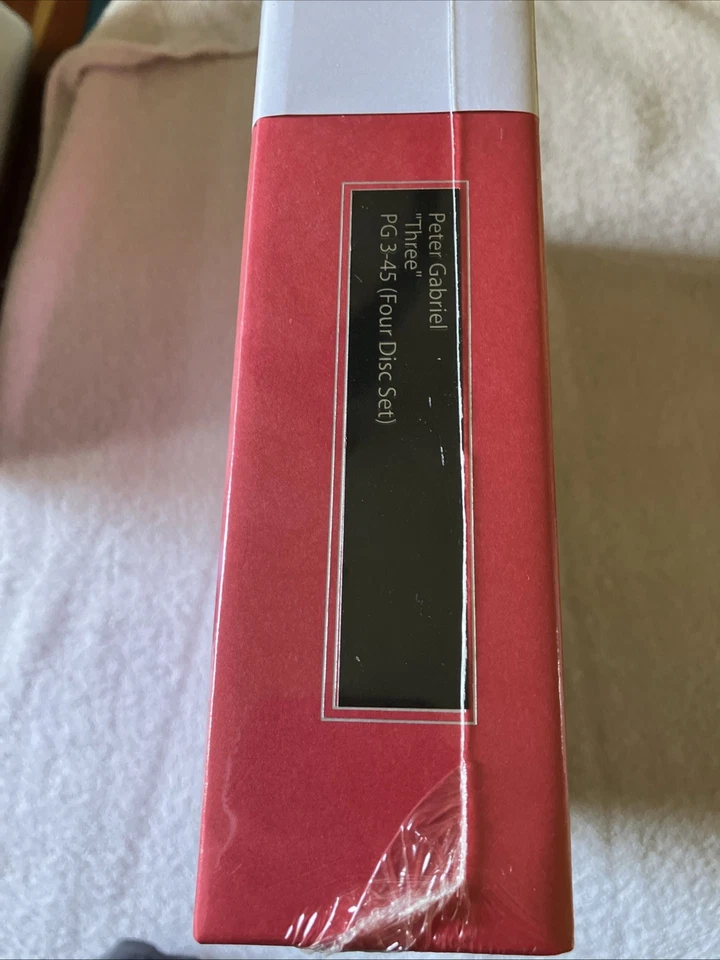 Peter Gabriel
"Three"
PG 3-45 (Four Disc Set)